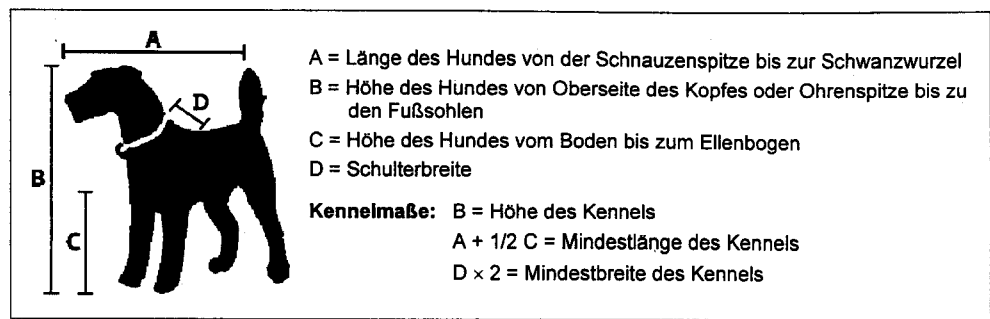 A
B
C
D
A = Länge des Hundes von der Schnauzenspitze bis zur Schwanzwurzel
B = Höhe des Hundes von Oberseite des Kopfes oder Ohrenspitze bis zu
den Fußsohlen
C = Höhe des Hundes vom Boden bis zum Ellenbogen
D = Schulterbreite
Kennelmaße: B = Höhe des Kennels
A + 1/2 C = Mindestlänge des Kennels
D × 2 = Mindestbreite des Kennels